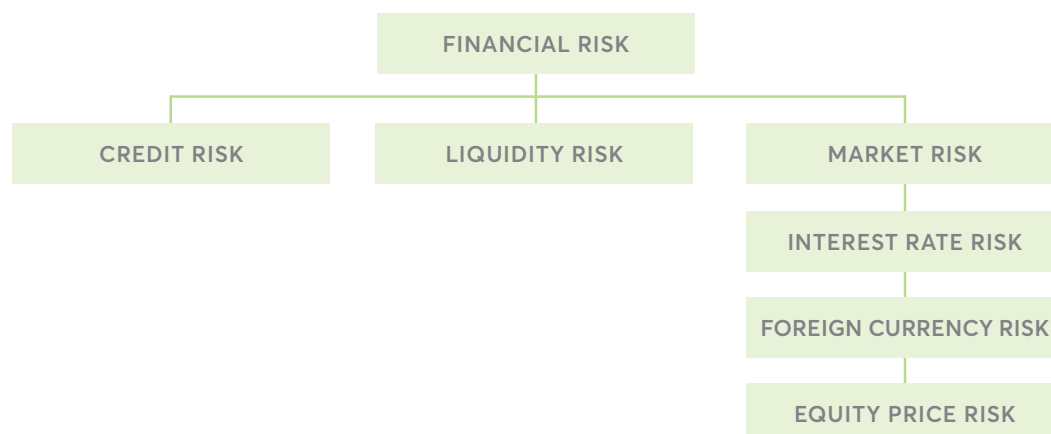 FINANCIAL RISK
CREDIT RISK
LIQUIDITY RISK
MARKET RISK
INTEREST RATE RISK
FOREIGN CURRENCY RISK
EQUITY PRICE RISK